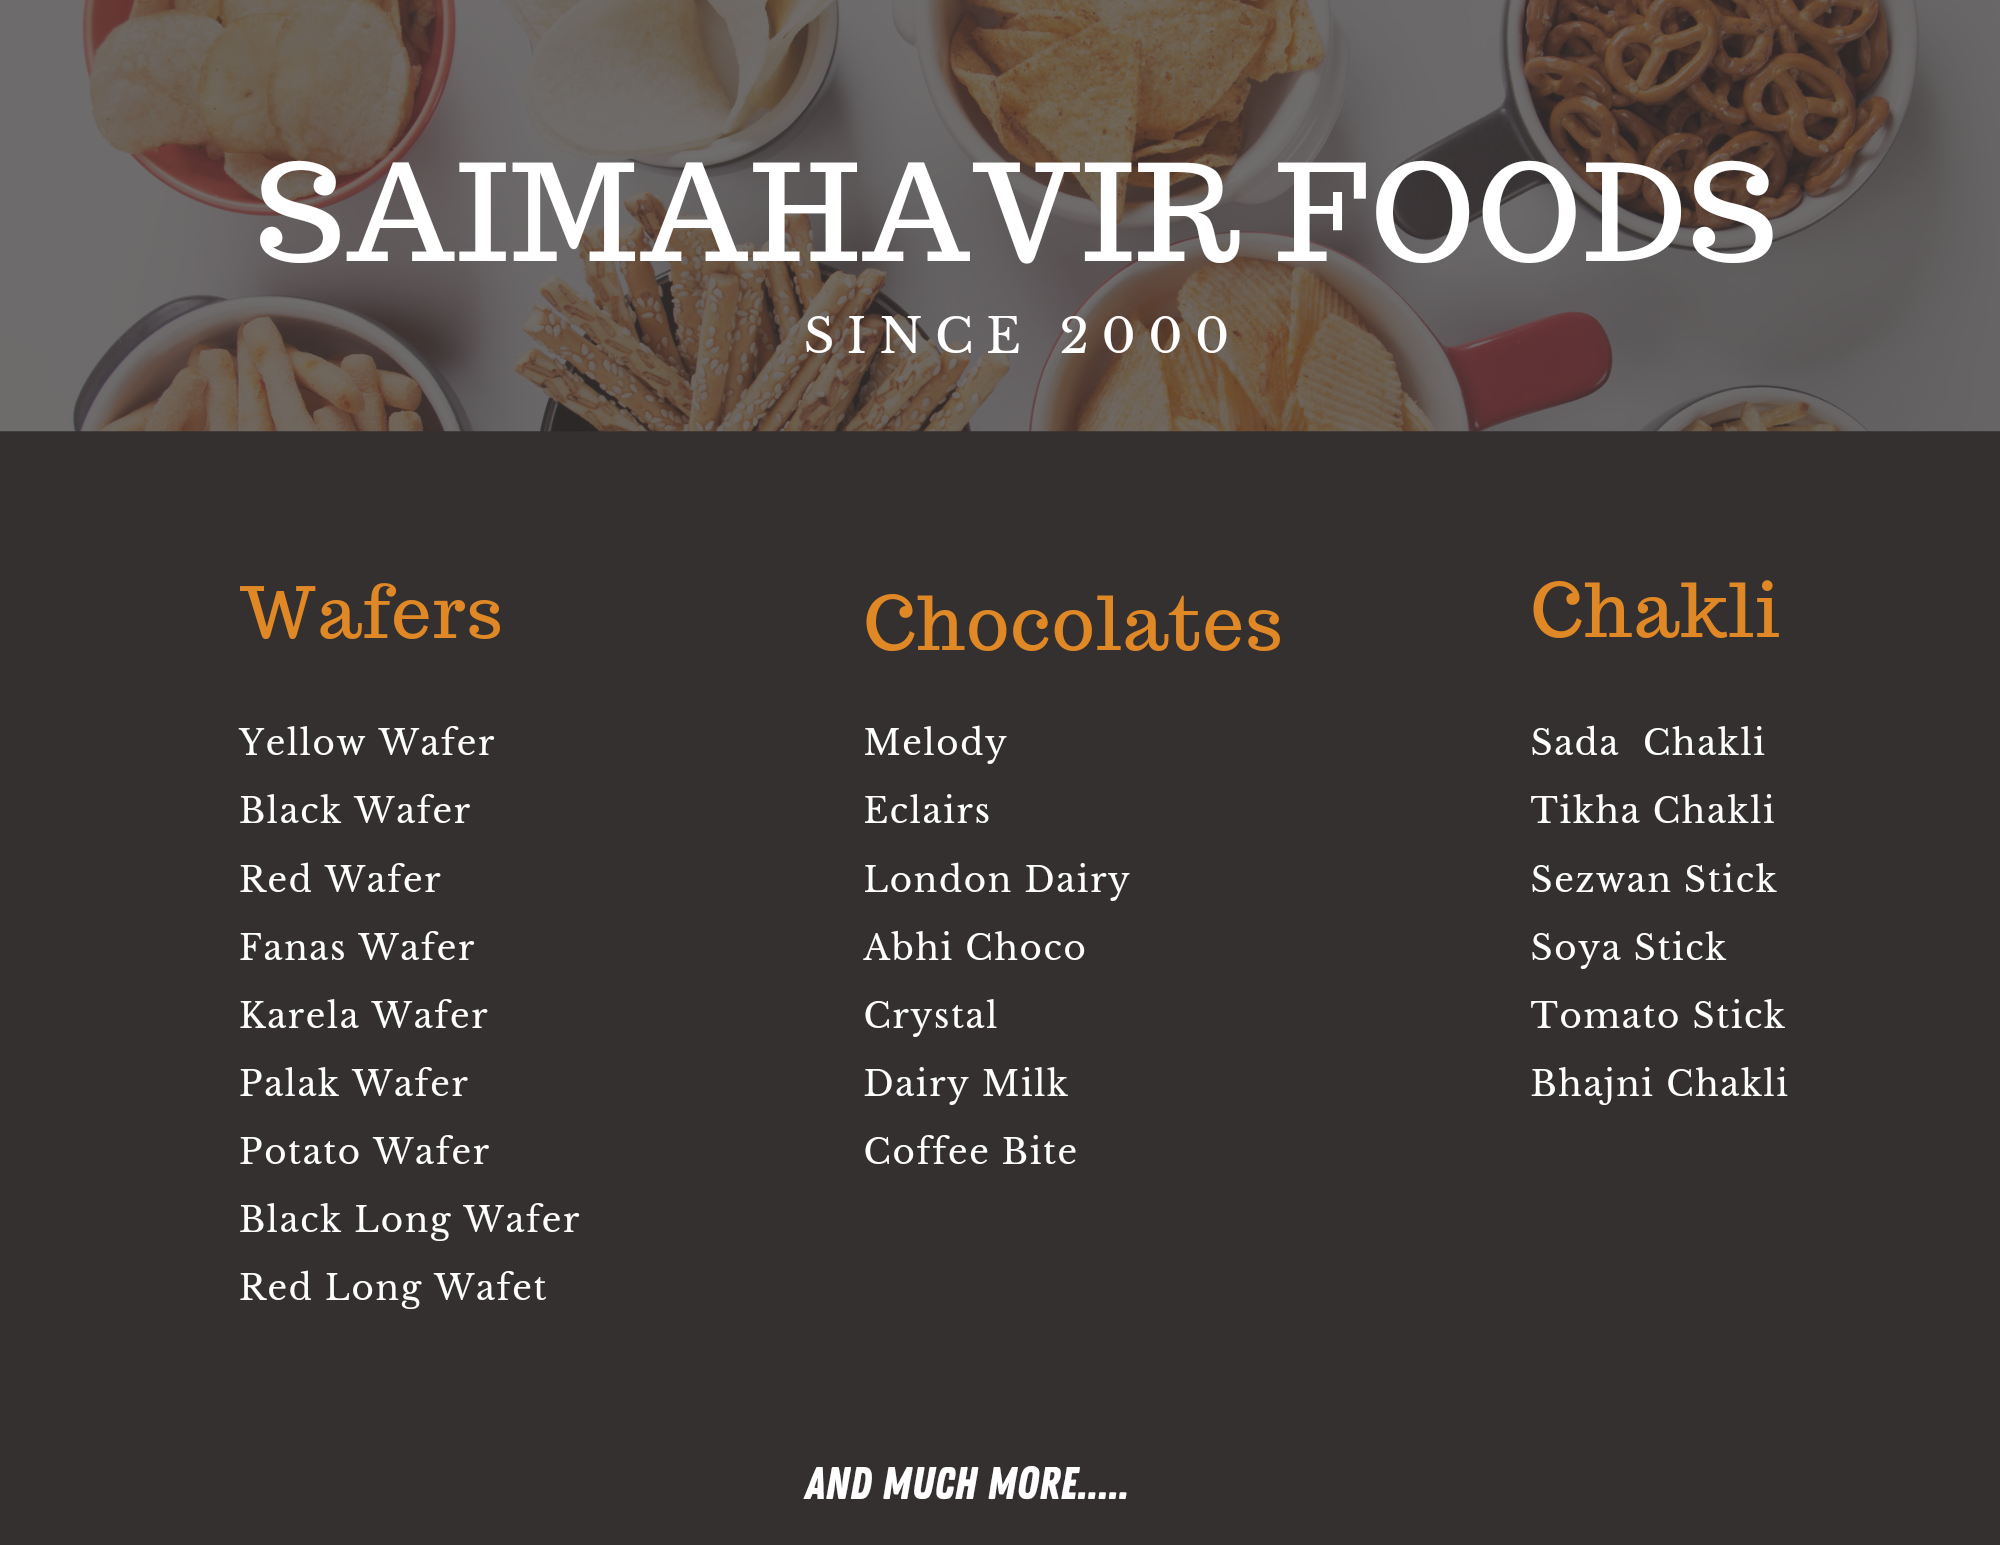 SAIMAHAVIR FOODS
SINCE 2000
Wafers
Yellow Wafer
Black Wafer
Red Wafer
Fanas Wafer
Karela Wafer
Palak Wafer
Potato Wafer
Black Long Wafer
Red Long Wafet
Chocolates
Melody
Eclairs
London Dairy
Abhi Choco
Crystal
Dairy Milk
Coffee Bite
Chakli
Sada  Chakli
Tikha Chakli
Sezwan Stick
Soya Stick
Tomato Stick
Bhajni Chakli
AND MUCH MORE.....